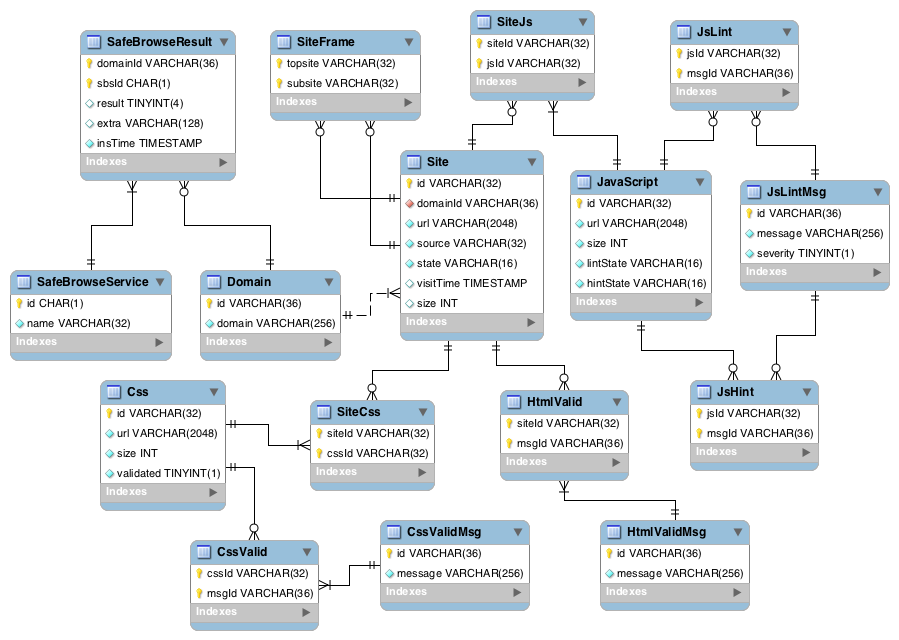 SafeBrowseResult
domainId VARCHAR(36)
sbsId CHAR(1)
result TINYINT(4)
extra VARCHAR(128)
insTime TIMESTAMP
Indexes
SiteFrame
topsite VARCHAR(32)
subsite VARCHAR(32)
Indexes
SiteJs
siteId VARCHAR(32)
jsId VARCHAR(32)
Indexes
JsLint
jsId VARCHAR(32)
msgId VARCHAR(36)
Indexes
Site
id VARCHAR(32)
domainId VARCHAR(36)
url VARCHAR(2048)
source VARCHAR(32)
state VARCHAR(16)
visitTime TIMESTAMP
size INT
Indexes
JavaScript
id VARCHAR(32)
url VARCHAR(2048)
size INT
lintState VARCHAR(16)
hintState VARCHAR(16)
Indexes
JsLintMsg
id VARCHAR(36)
message VARCHAR(256)
severity TINYINT(1)
Indexes
SafeBrowseService
id CHAR(1)
name VARCHAR(32)
Indexes
Domain
id VARCHAR(36)
domain VARCHAR(256)
Indexes
Css
id VARCHAR(32)
url VARCHAR(2048)
size INT
validated TINYINT(1)
Indexes
SiteCss
siteId VARCHAR(32)
cssId VARCHAR(32)
Indexes
HtmlValid
siteId VARCHAR(32)
msgId VARCHAR(36)
Indexes
JsHint
jsId VARCHAR(32)
msgId VARCHAR(36)
Indexes
CssValid
cssId VARCHAR(32)
msgId VARCHAR(36)
Indexes
CssValidMsg
id VARCHAR(36)
message VARCHAR(256)
Indexes
HtmlValidMsg
id VARCHAR(36)
message VARCHAR(256)
Indexes